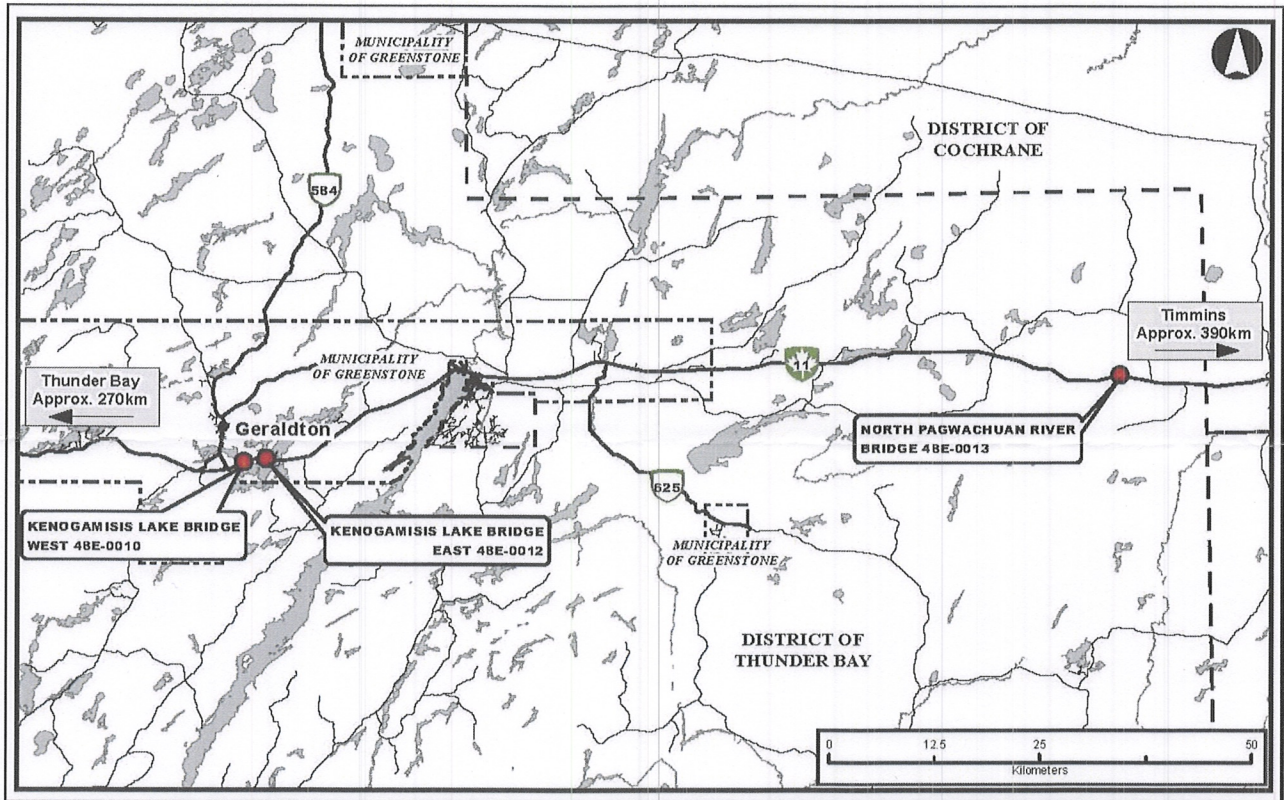 MUNICIPALITY
OF GREENSTONE
DISTRICT OF
COCHRANE
584
Timmins
Approx. 390km
MUNICIPALITY
OF GREENSTONE
11
Thunder Bay
Approx. 270km
Geraldton
NORTH PAGWACHUAN RIVER
BRIDGE 48E-0013
625
KENOGAMISIS LAKE BRIDGE
WEST 48E-0010
KENOGAMISIS LAKE BRIDGE
EAST 48E-0012
MUNICIPALITY
OF GREENSTONE
DISTRICT OF
THUNDER BAY
0 12.5 25 50
Kilometers